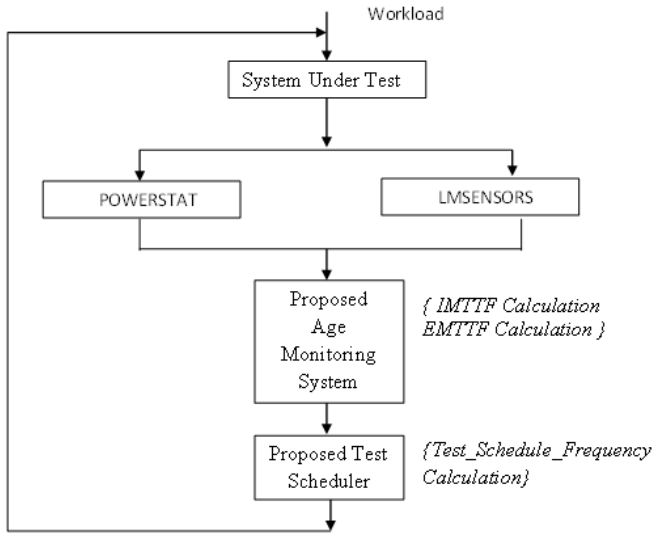 Workload
System Under Test
POWERSTAT
LMSENSORS
Proposed
Age
Monitoring
System
{ IMTTF Calculation
EMTTF Calculation }
Proposed Test
Scheduler
{Test_Schedule_Frequency
Calculation}